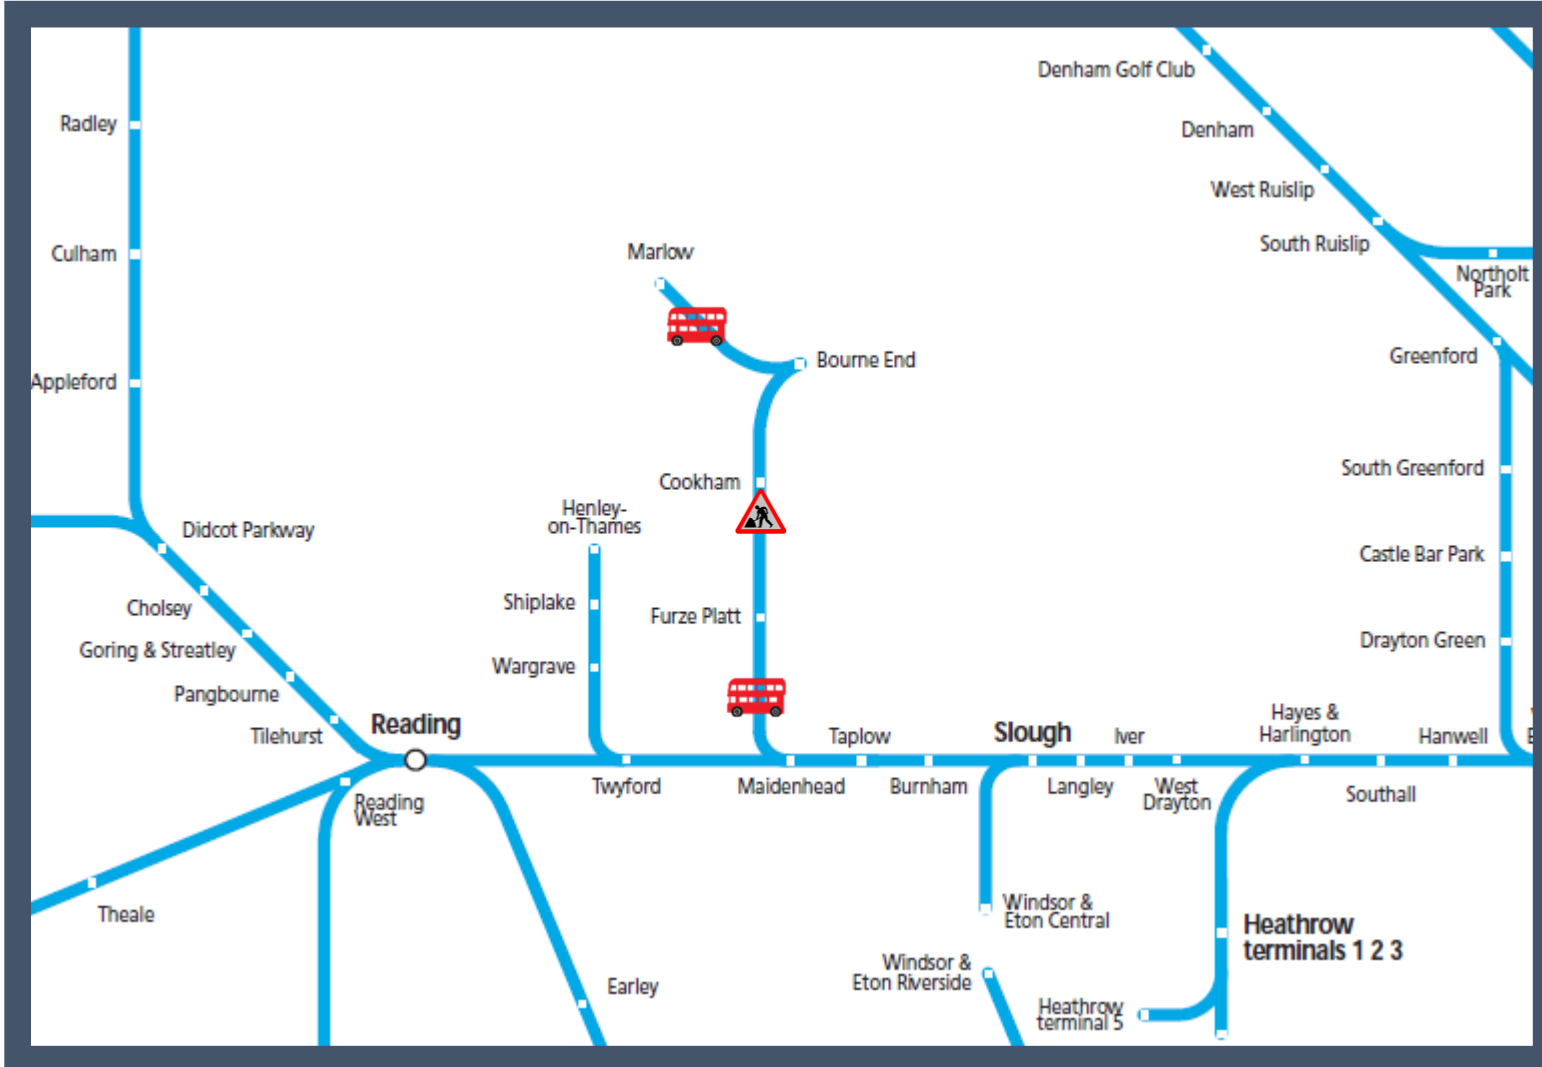 Denham Golf Club
Radley
Denham
West Ruislip
Marlow
South Ruislip
Culham
Northolt
Park
Bourne End
Greenford
Appleford
South Greenford
Cookham
Henley-
on-Thames
Didcot Parkway
Castle Bar Park
Shiplake
Cholsey
Furze Platt
Drayton Green
Goring & Streatley
Wargrave
Pangbourne
Reading
Tilehurst
Taplow
Slough
Iver
Hayes &
Harlington
Hanwell
Twyford
Maidenhead
Burnham
Langley
West
Drayton
Southall
Reading
West
Theale
Windsor &
Eton Central
Heathrow
terminals 1 2 3
Windsor &
Eton Riverside
Earley
Heathrow
terminal 5